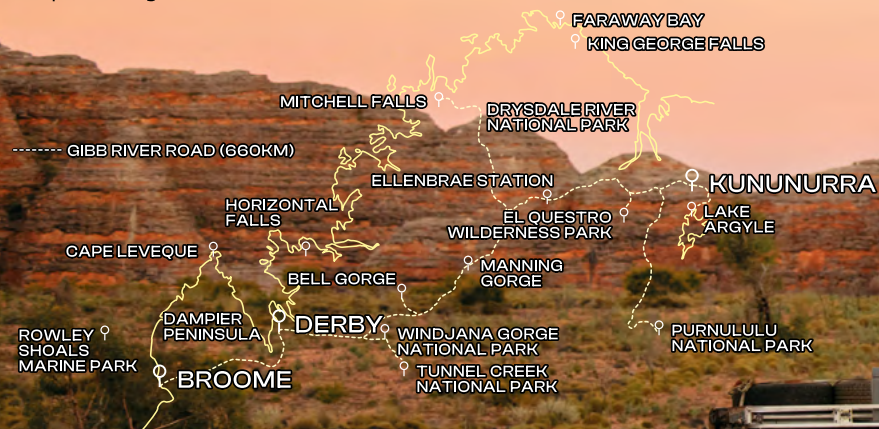 FARAWAY BAY
KING GEORGE FALLS
MITCHELL FALLS
DRYSDALE RIVER
NATIONAL PARK
GIBB RIVER ROAD (660KM)
ELLENBRAE STATION
KUNUNURRA
HORIZONTAL
FALLS
EL QUESTRO
WILDERNESS PARK
LAKE
ARGYLE
CAPE LEVEQUE
MANNING
GORGE
BELL GORGE
DAMPIER
PENINSULA
DERBY
ROWLEY
SHOALS
MARINE PARK
WINDJANA GORGE
NATIONAL PARK
PURNULULU
NATIONAL PARK
BROOME
TUNNEL CREEK
NATIONAL PARK